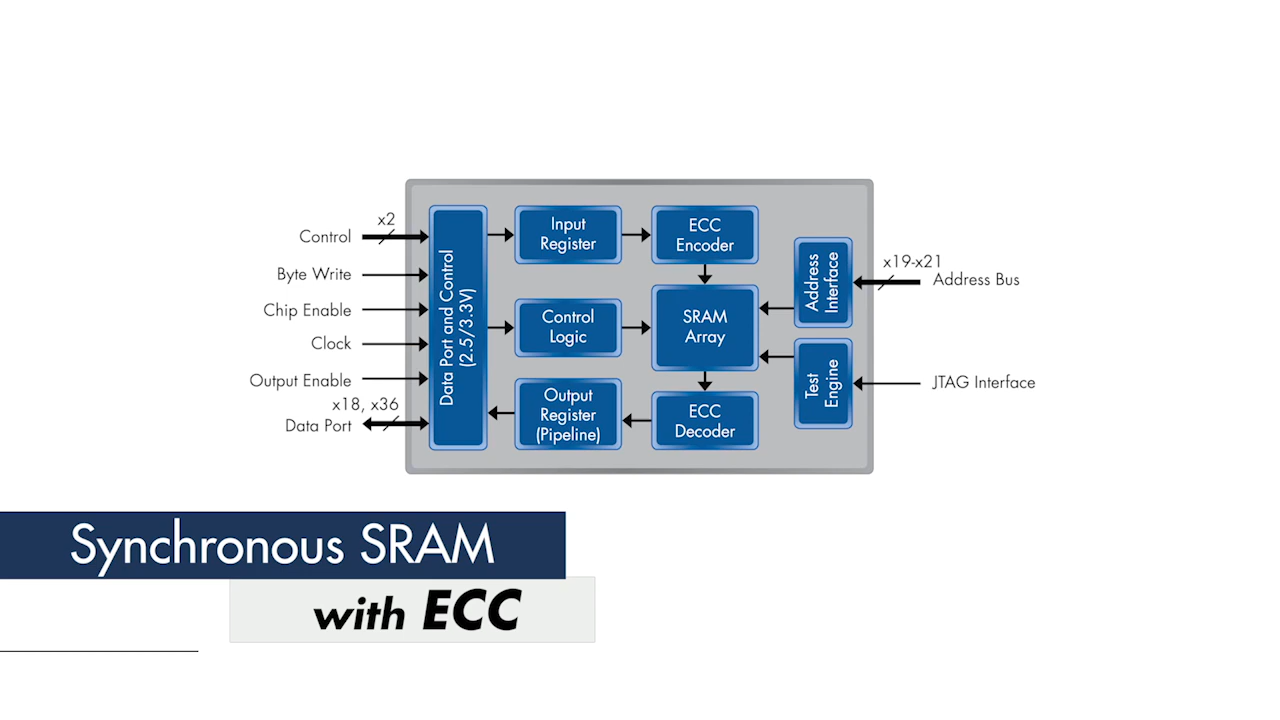 x2
Control
Byte Write
Chip Enable
Clock
Output Enable
x18, x36
Data Port
Data Port and Control
(2.5/3.3V)
Input
Register
Control
Logic
Output
Register
(Pipeline)
ECC
Encoder
SRAM
Array
ECC
Decoder
Address
Interface
Test
Engine
x19-x21
Address Bus
JTAG Interface
Synchronous SRAM
with ECC